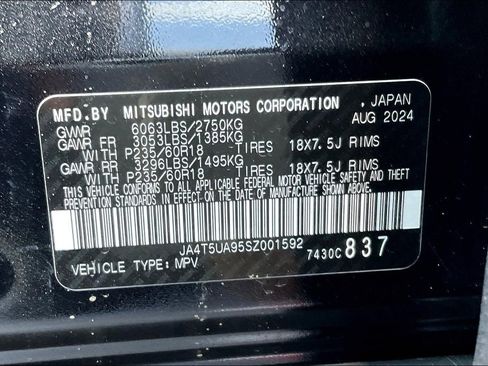 MFD.BY MITSUBISHI MOTORS CORPORATION , JAPAN
GVWR 6063LBS/2750KG AUG 2024
GAWR FR 3053LBS/1385KG
WITH P235/60R18 TIRES 18X7.5J RIMS
GAWR RR 3296LBS/1495KG
WITH P235/60R18 TIRES 18X7.5J RIMS
THIS VEHICLE CONFORMS TO ALL APPLICABLE FEDERAL MOTOR VEHICLE SAFETY AND THEFT
PREVENTION STANDARDS IN EFFECT ON THE DATE OF MANUFACTURE SHOWN ABOVE.
JA4T5UA95SZ001592
VEHICLE TYPE: MPV 7430C 837